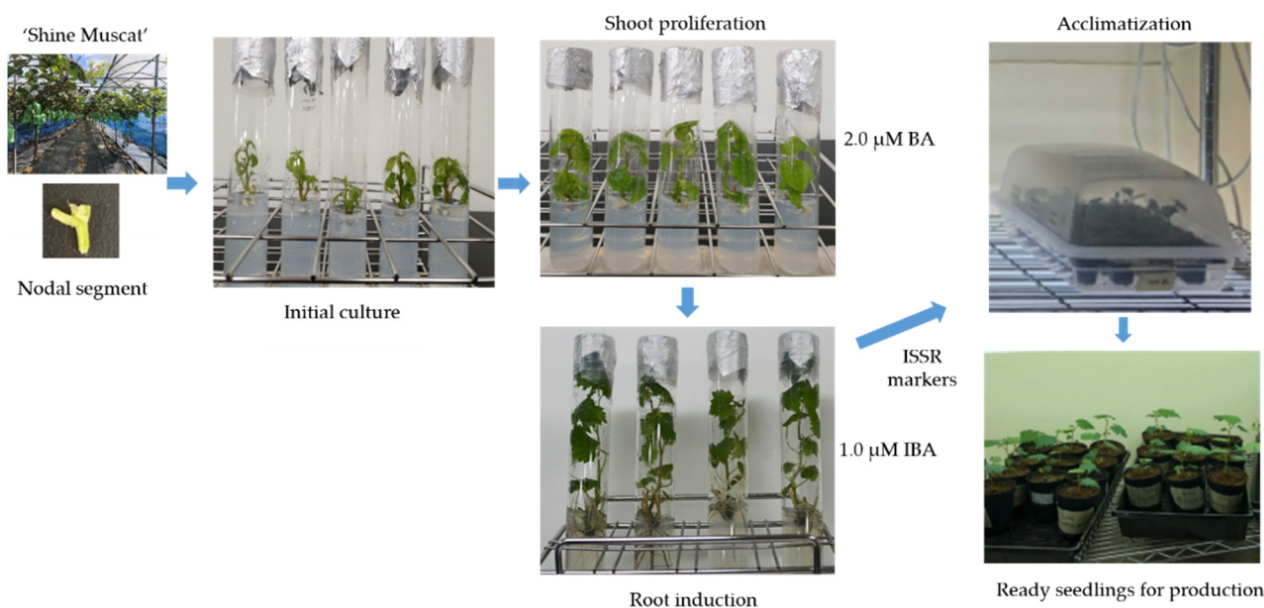 'Shine Muscat'
Nodal segment
Initial culture
Shoot proliferation
2.0 µM BA
Root induction
1.0 µM IBA
ISSR
markers
Acclimatization
Ready seedlings for production